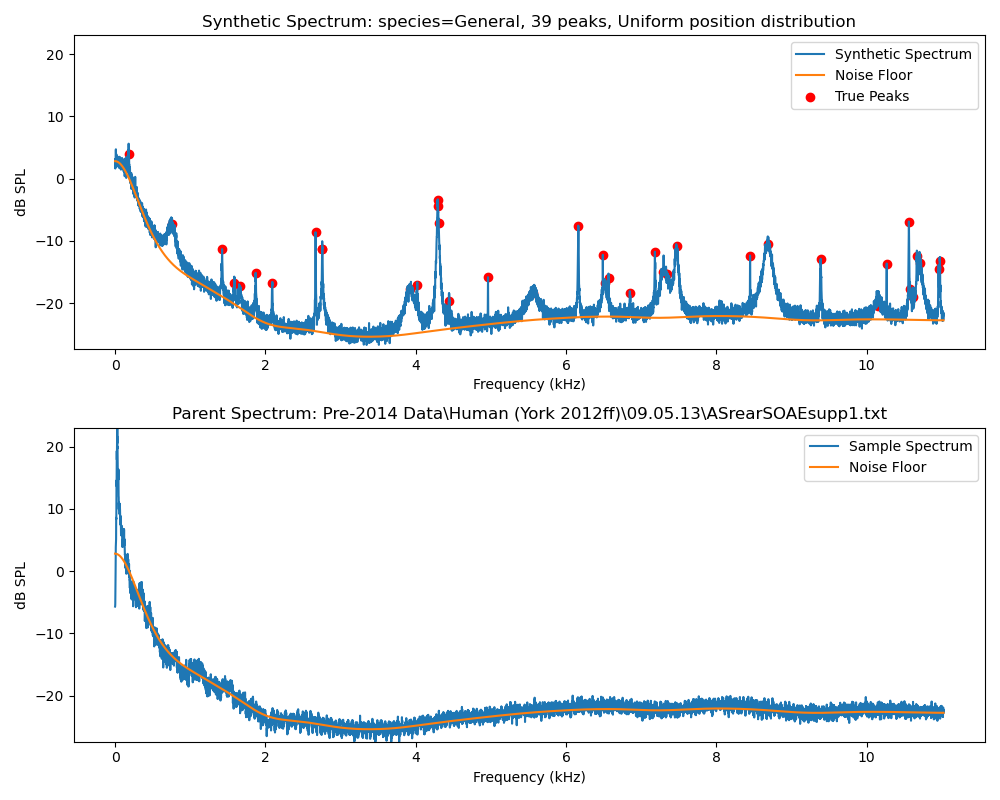 Synthetic Spectrum: species=General, 39 peaks, Uniform position distribution
20
10
0
−10
−20
dB SPL
Synthetic Spectrum
Noise Floor
True Peaks
0 2 4 6 8 10
Frequency (kHz)
Parent Spectrum: Pre-2014 Data\Human (York 2012ff)\09.05.13\ASrearSOAEsupp1.txt
20
10
0
−10
−20
dB SPL
Sample Spectrum
Noise Floor
0 2 4 6 8 10
Frequency (kHz)